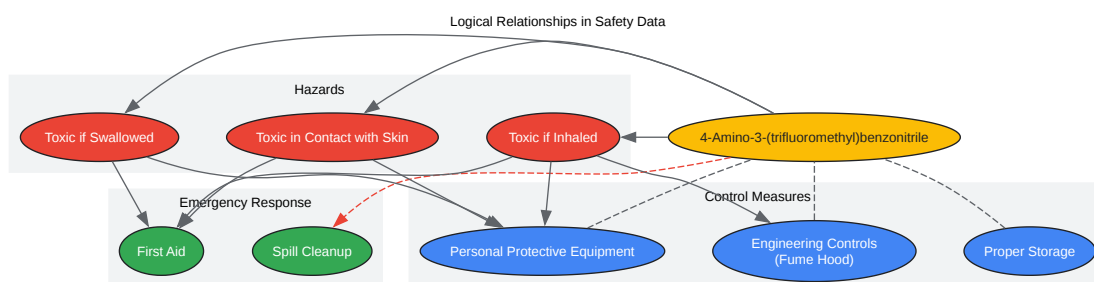 Logical Relationships in Safety Data
Hazards
Toxic if Swallowed
Toxic in Contact with Skin
Toxic if Inhaled
4-Amino-3-(trifluoromethyl)benzonitrile
Emergency Response
Control Measures
First Aid
Spill Cleanup
Personal Protective Equipment
Engineering Controls
(Fume Hood)
Proper Storage